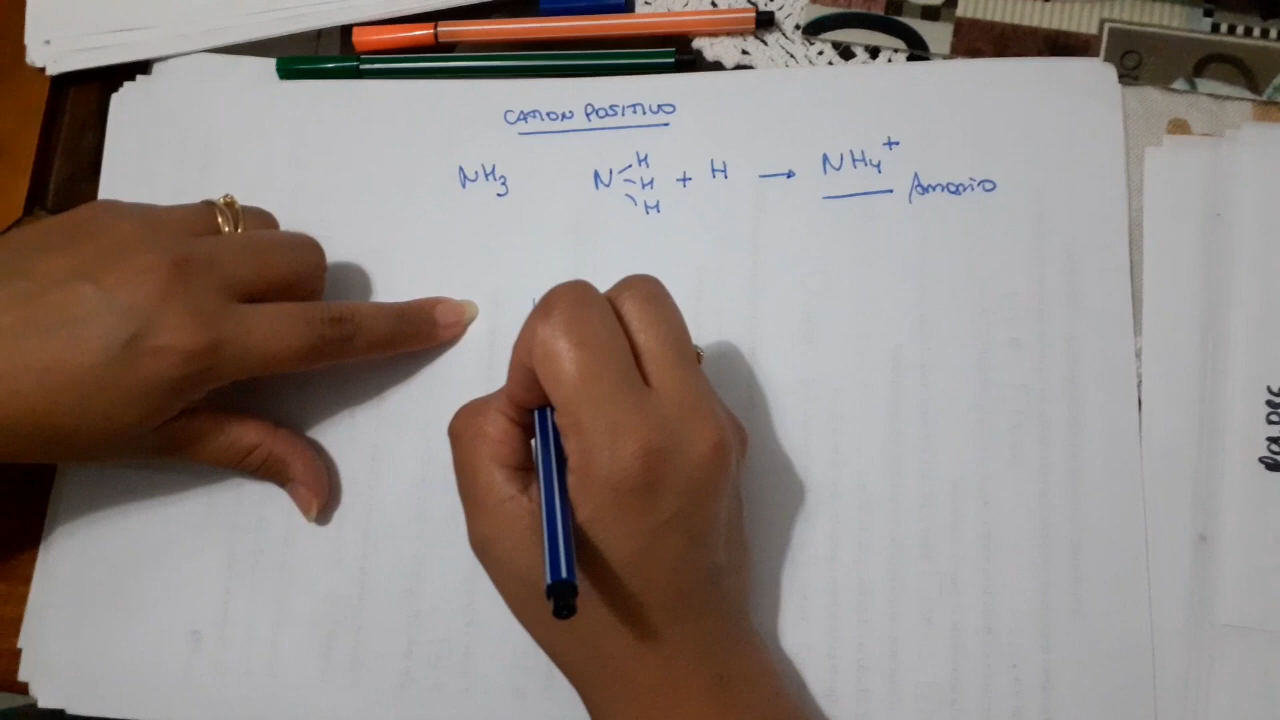 CATION POSITIVO
NH3 N H H H + H → NH4+ Amonio